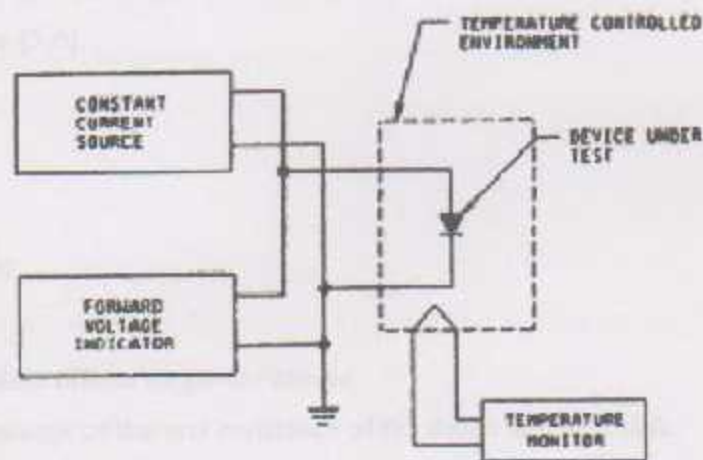 TEMPERATURE CONTROLLED
ENVIRONMENT
CONSTANT
CURRENT
SOURCE
DEVICE UNDER
TEST
FORWARD
VOLTAGE
INDICATOR
TEMPERATURE
MONITOR